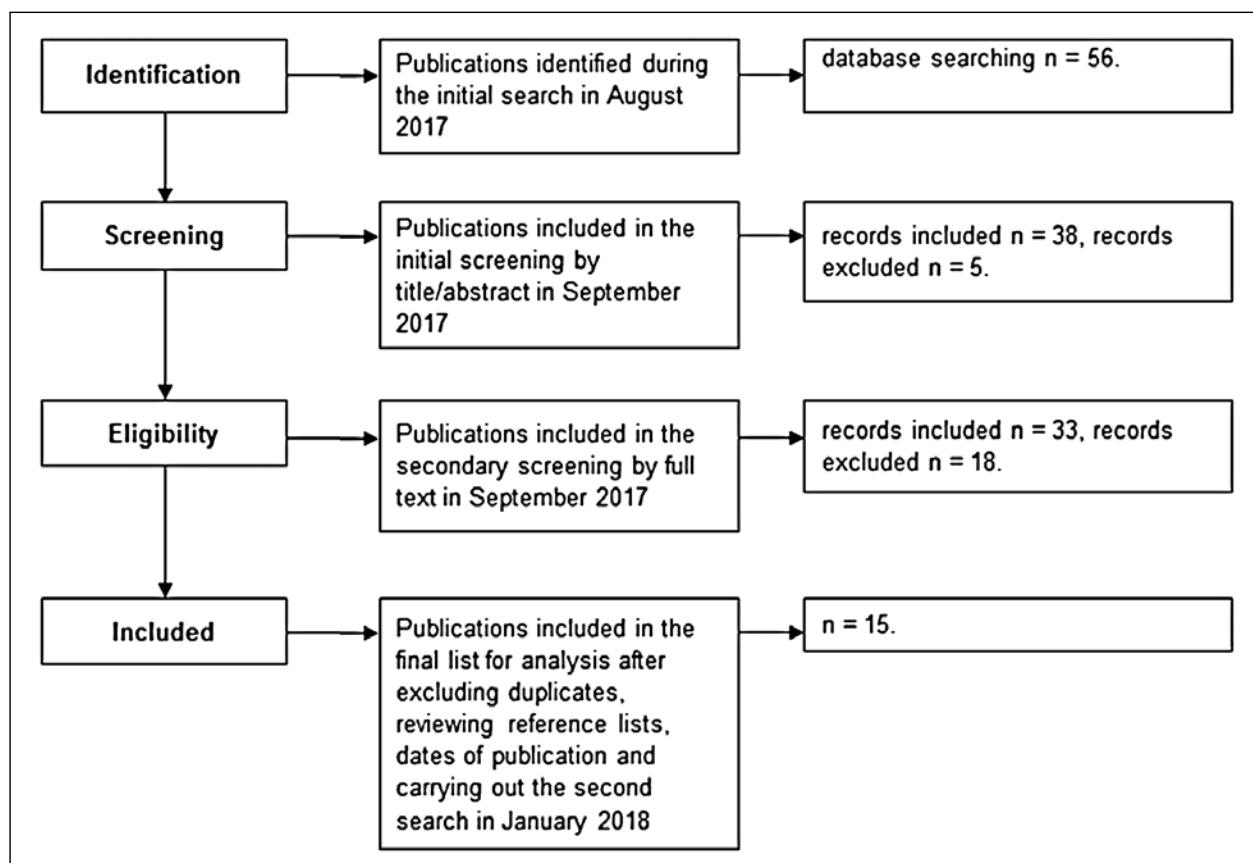 Identification
Publications identified during
the initial search in August
2017
database searching n = 56.
Screening
Publications included in the
initial screening by
title/abstract in September
2017
records included n = 38, records
excluded n = 5.
Eligibility
Publications included in the
secondary screening by full
text in September 2017
records included n = 33, records
excluded n = 18.
Included
Publications included in the
final list for analysis after
excluding duplicates,
reviewing reference lists,
dates of publication and
carrying out the second
search in January 2018
n = 15.